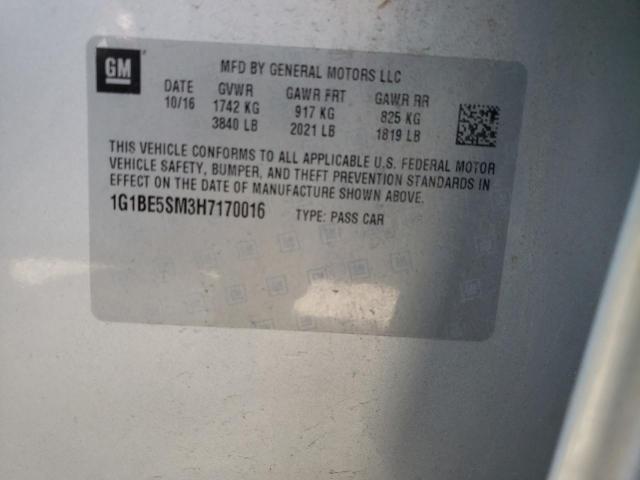 GM
MFD BY GENERAL MOTORS LLC
DATE GVWR GAWR FRT GAWR RR
10/16 1742 KG 917 KG 825 KG
3840 LB 2021 LB 1819 LB
THIS VEHICLE CONFORMS TO ALL APPLICABLE U.S. FEDERAL MOTOR
VEHICLE SAFETY, BUMPER, AND THEFT PREVENTION STANDARDS IN
EFFECT ON THE DATE OF MANUFACTURE SHOWN ABOVE.
1G1BE5SM3H7170016 TYPE: PASS CAR